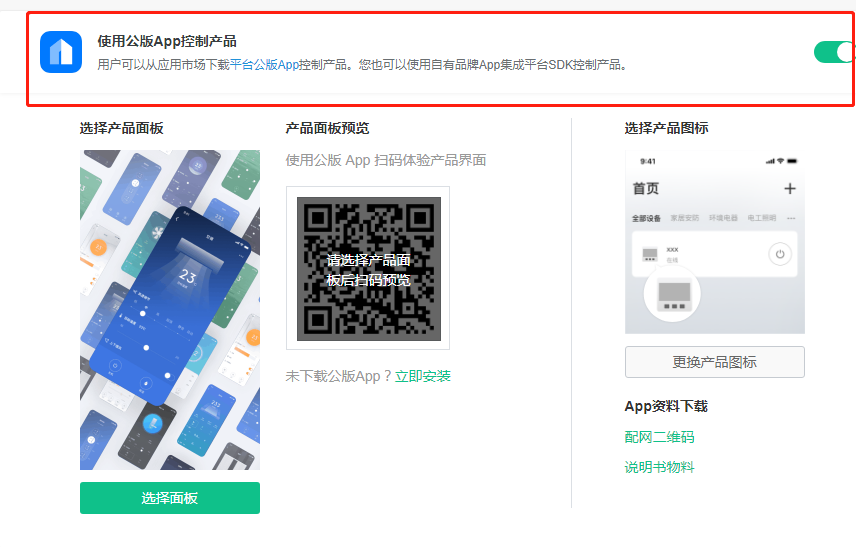 使用公版App控制产品
用户可以从应用市场下载平台公版App控制产品。您也可以使用自有品牌App集成平台SDK控制产品。
选择产品面板
产品面板预览
选择产品图标
使用公版 App 扫码体验产品界面
请选择产品面
板后扫码预览
未下载公版App？立即安装
选择面板
9:41
首页
全部设备 家居安防 环境电器 电工照明 ···
xxx
在线
更换产品图标
App资料下载
配网二维码
说明书物料
23